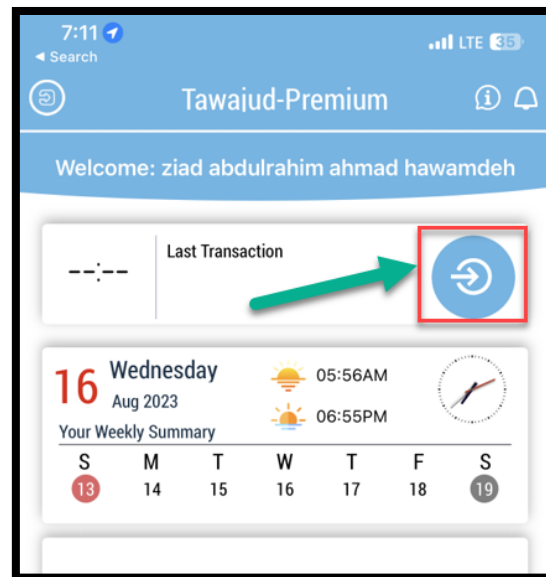 7:11
LTE 35
◄ Search
Tawajud-Premium
Welcome: ziad abdulrahim ahmad hawamdeh
--:--
Last Transaction
16 Wednesday
Aug 2023
05:56AM
06:55PM
Your Weekly Summary
S M T W T F S
13 14 15 16 17 18 19